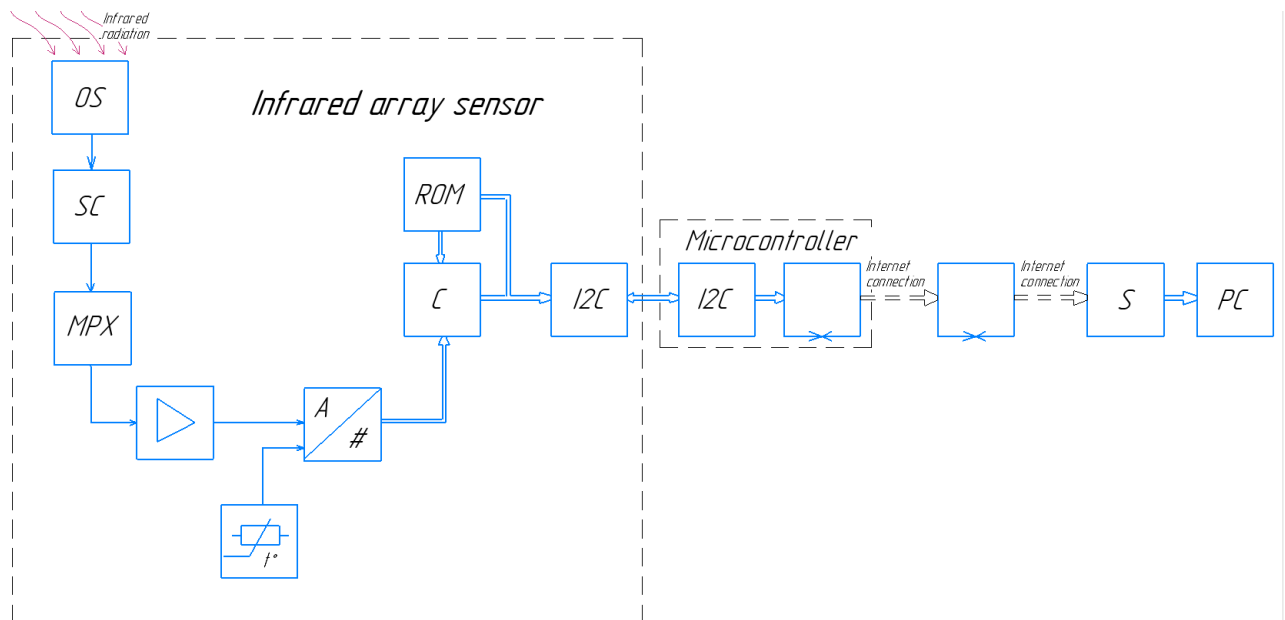 Infrared
radiation
OS
Infrared array sensor
SC
ROM
MPX
C
I2C
Microcontroller
I2C
Internet
connection
Internet
connection
S
PC
A
#
t°